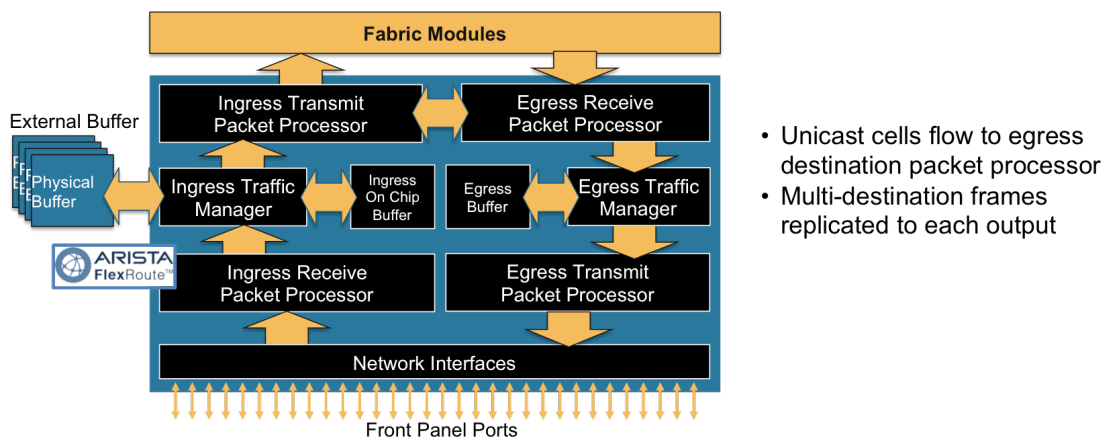 Fabric Modules
Ingress Transmit
Packet Processor
Egress Receive
Packet Processor
External Buffer
Physical
Buffer
Ingress Traffic
Manager
Ingress
On Chip
Buffer
Egress
Buffer
Egress Traffic
Manager
ARISTA
FlexRoute™
Ingress Receive
Packet Processor
Egress Transmit
Packet Processor
Network Interfaces
Front Panel Ports
• Unicast cells flow to egress
destination packet processor
• Multi-destination frames
replicated to each output